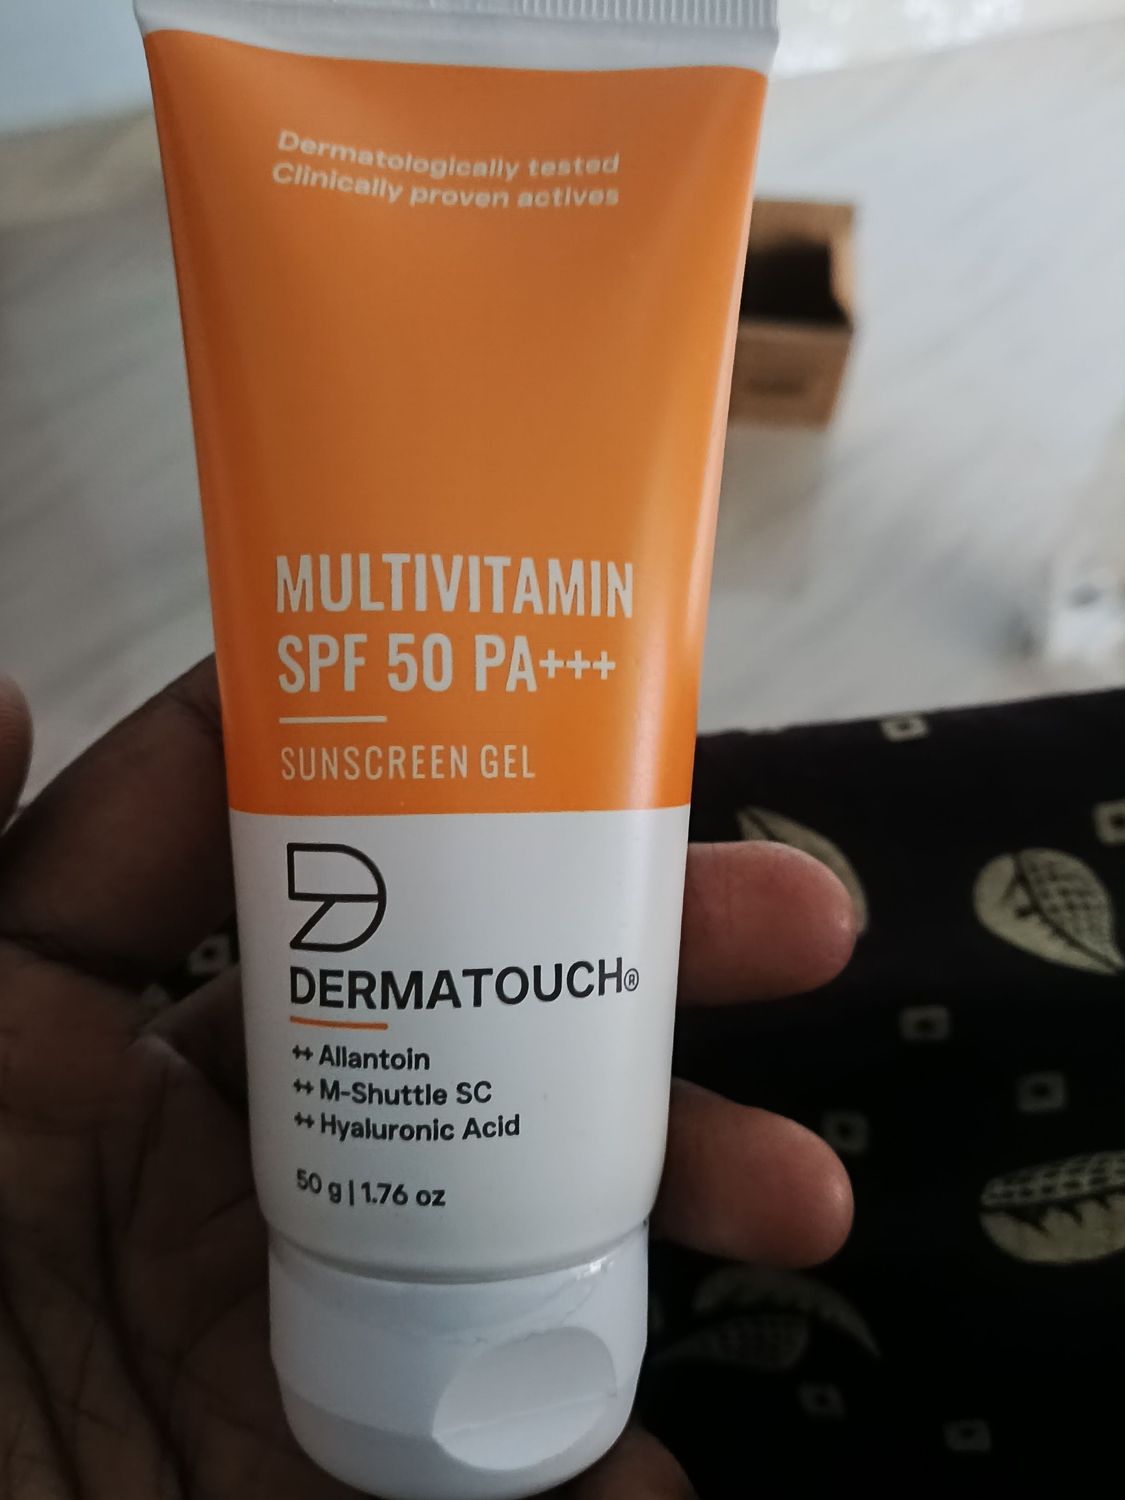 Dermatologically tested
Clinically proven actives
MULTIVITAMIN
SPF 50 PA+++
SUNSCREEN GEL
DERMATOUCH®
++ Allantoin
++ M-Shuttle SC
++ Hyaluronic Acid
50 g | 1.76 oz